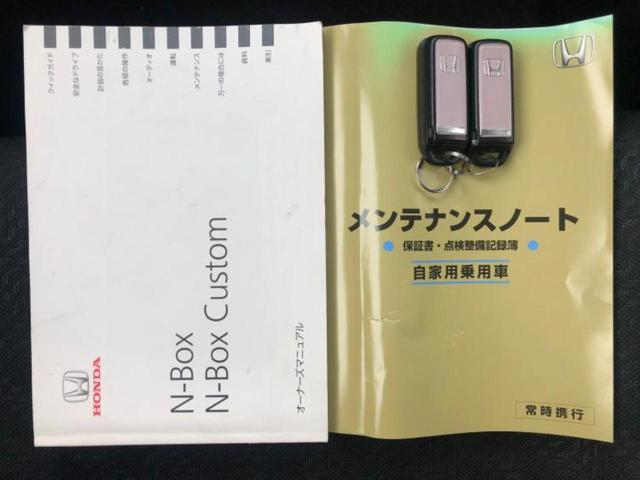 クイックガイド
安全なドライブ
計器の見かた
各部の操作
オーディオ
運転
メンテナンス
万一の場合には
資料
索引
N-Box
N-Box Custom
オーナーズマニュアル
HONDA
メンテナンスノート
保証書・点検整備記録簿
自家用乗用車
常時携行